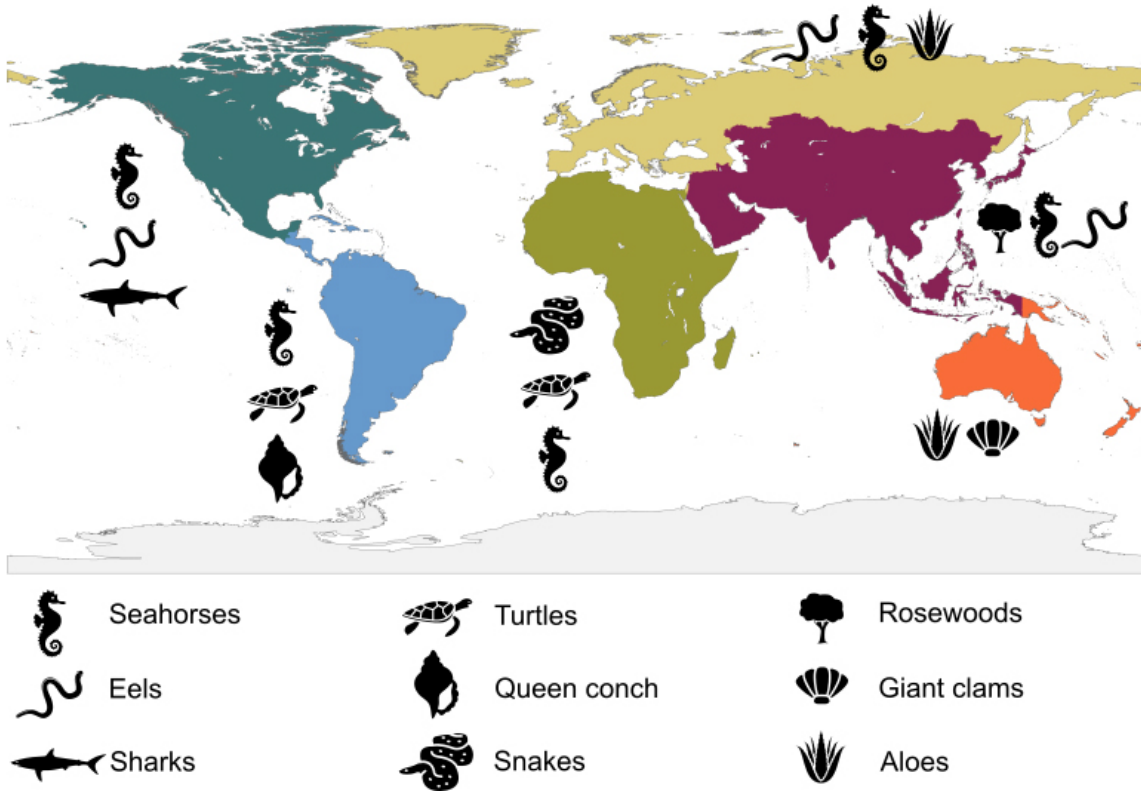 Seahorses
Turtles
Rosewoods
Eels
Queen conch
Giant clams
Sharks
Snakes
Aloes